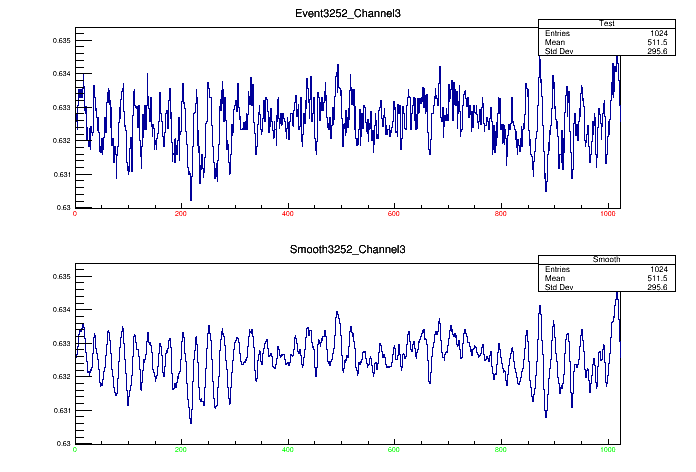 Event3252_Channel3
Test
Entries 1024
Mean 511.5
Std Dev 295.6
0.635
0.634
0.633
0.632
0.631
0.63
0 200 400 600 800 1000
Smooth3252_Channel3
Smooth
Entries 1024
Mean 511.5
Std Dev 295.6
0.635
0.634
0.633
0.632
0.631
0.63
0 200 400 600 800 1000